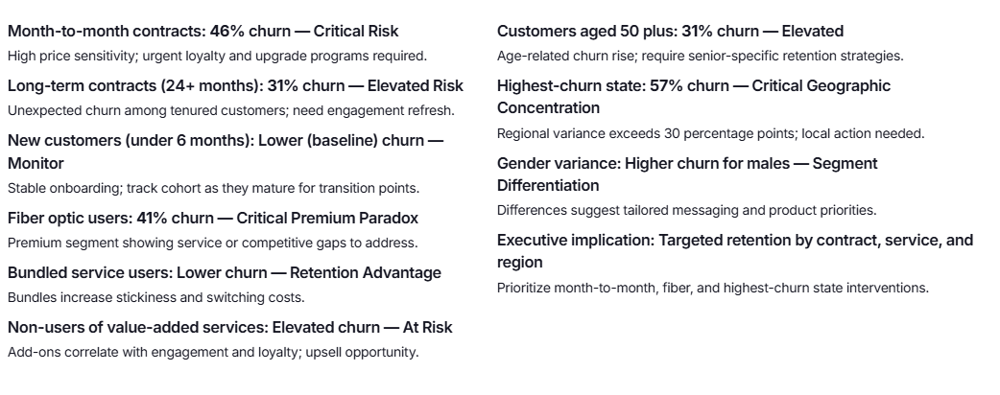 Month-to-month contracts: 46% churn — Critical Risk
High price sensitivity; urgent loyalty and upgrade programs required.
Long-term contracts (24+ months): 31% churn — Elevated Risk
Unexpected churn among tenured customers; need engagement refresh.
New customers (under 6 months): Lower (baseline) churn —
Monitor
Stable onboarding; track cohort as they mature for transition points.
Fiber optic users: 41% churn — Critical Premium Paradox
Premium segment showing service or competitive gaps to address.
Bundled service users: Lower churn — Retention Advantage
Bundles increase stickiness and switching costs.
Non-users of value-added services: Elevated churn — At Risk
Add-ons correlate with engagement and loyalty; upsell opportunity.
Customers aged 50 plus: 31% churn — Elevated
Age-related churn rise; require senior-specific retention strategies.
Highest-churn state: 57% churn — Critical Geographic
Concentration
Regional variance exceeds 30 percentage points; local action needed.
Gender variance: Higher churn for males — Segment
Differentiation
Differences suggest tailored messaging and product priorities.
Executive implication: Targeted retention by contract, service, and
region
Prioritize month-to-month, fiber, and highest-churn state interventions.